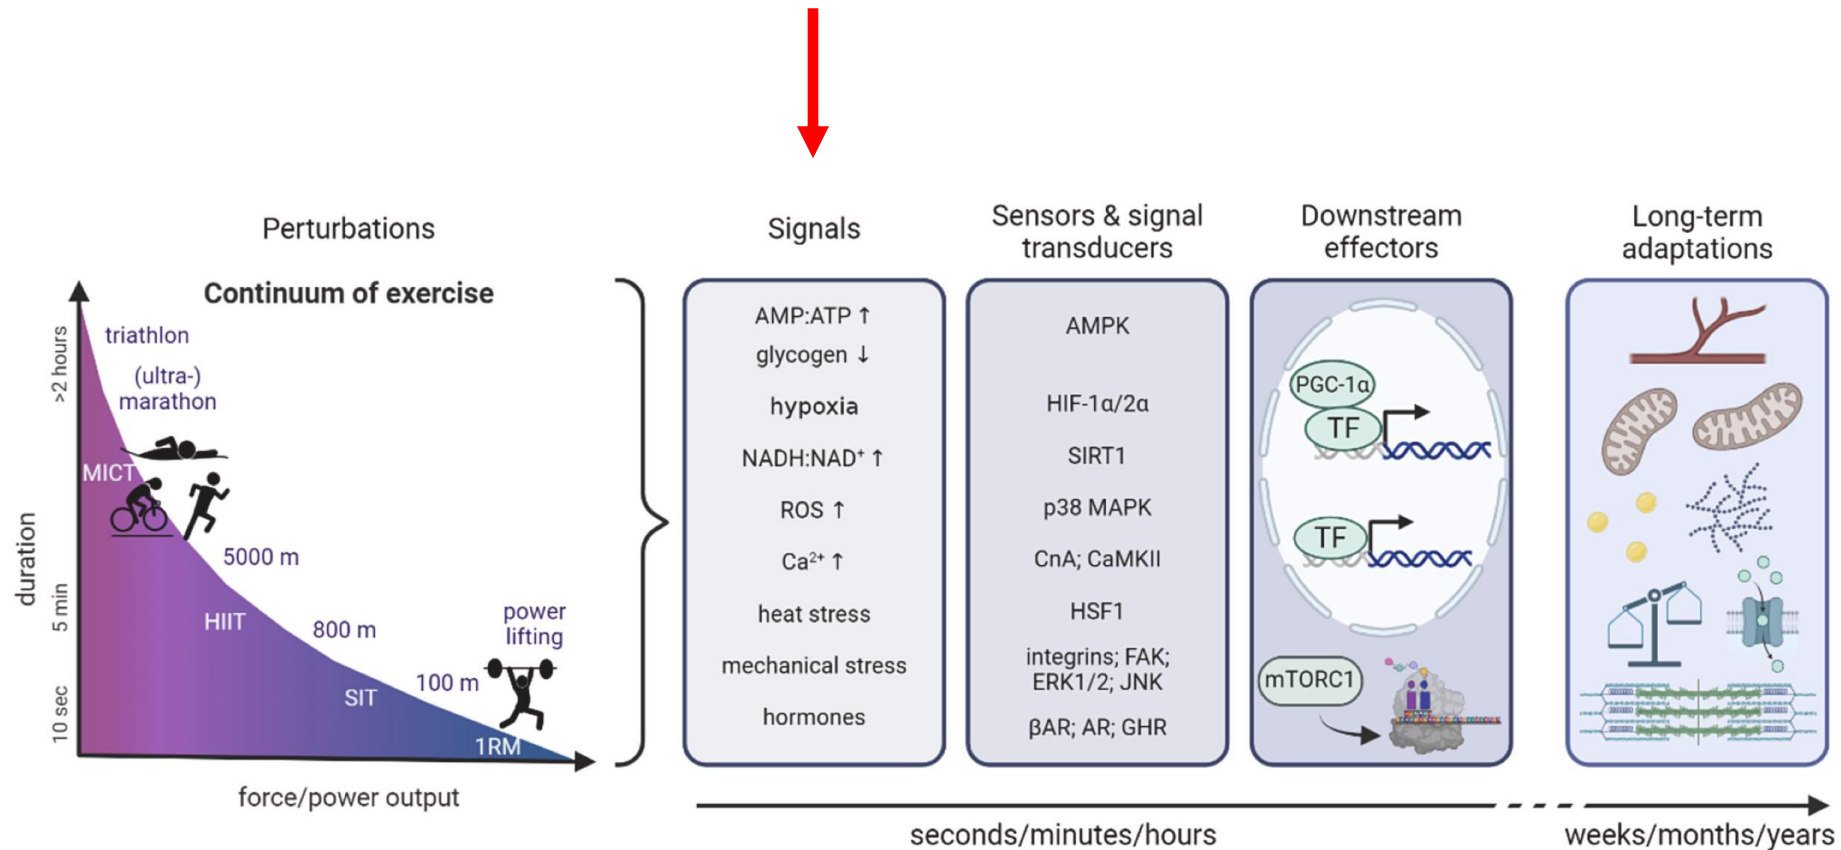 Perturbations
Continuum of exercise
duration
>2 hours
5 min
10 sec
triathlon
(ultra-)
marathon
MICT
5000 m
HIIT
800 m
SIT
100 m
power
lifting
1RM
force/power output
Signals
AMP:ATP ↑
glycogen ↓
hypoxia
NADH:NAD⁺ ↑
ROS ↑
Ca²⁺ ↑
heat stress
mechanical stress
hormones
Sensors & signal
transducers
AMPK
HIF-1α/2α
SIRT1
p38 MAPK
CnA; CaMKII
HSF1
integrins; FAK;
ERK1/2; JNK
βAR; AR; GHR
Downstream
effectors
PGC-1α
TF
TF
mTORC1
Long-term
adaptations
seconds/minutes/hours
weeks/months/years